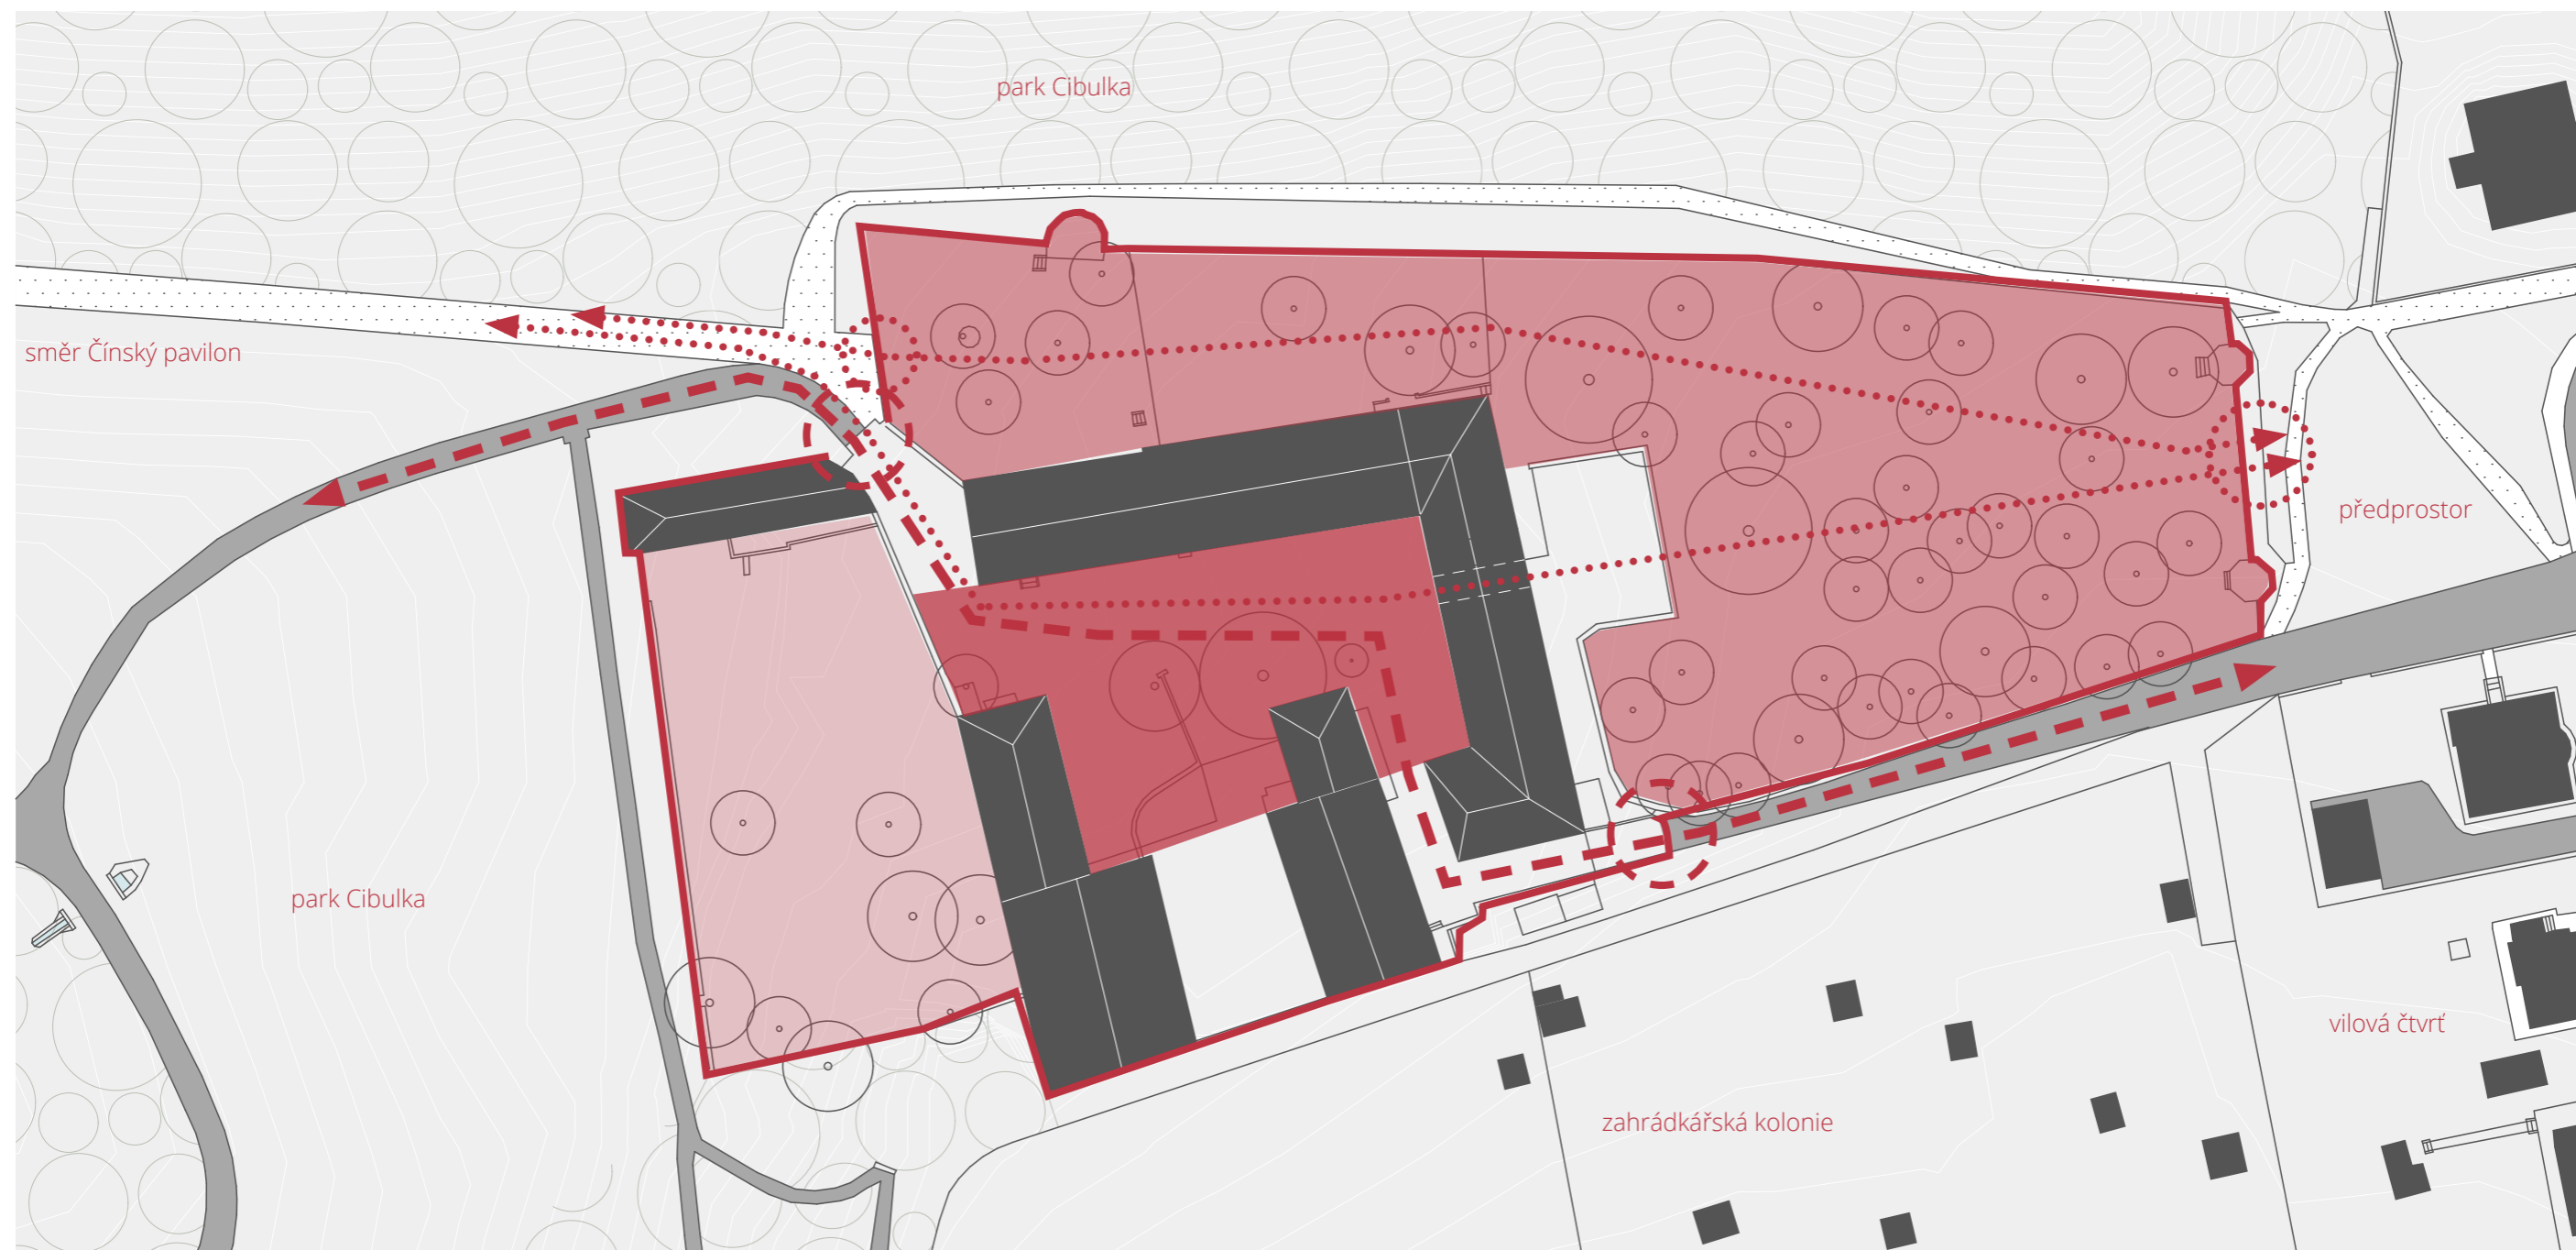 park Cibulka
směr Čínský pavilon
předprostor
park Cibulka
vilová čtvrť
zahrádkářská kolonie